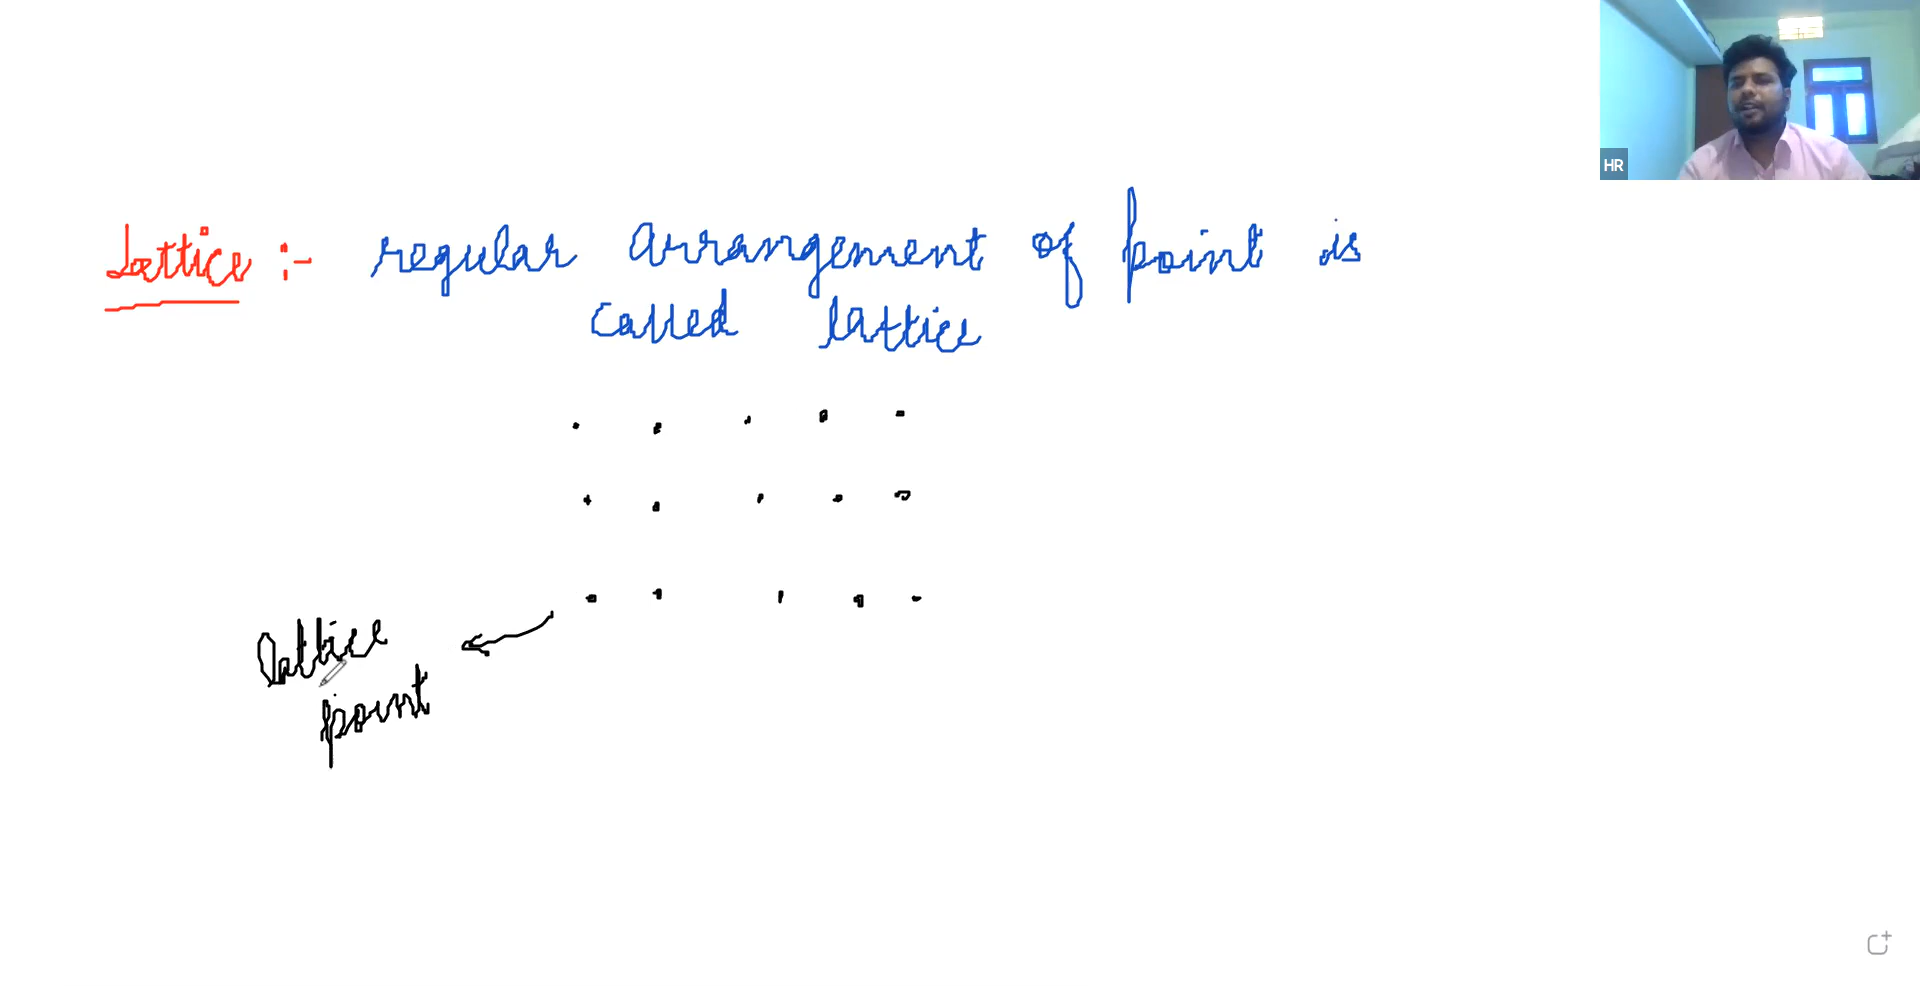 HR
Lattice :- regular arrangement of point is
called lattice
lattice
point